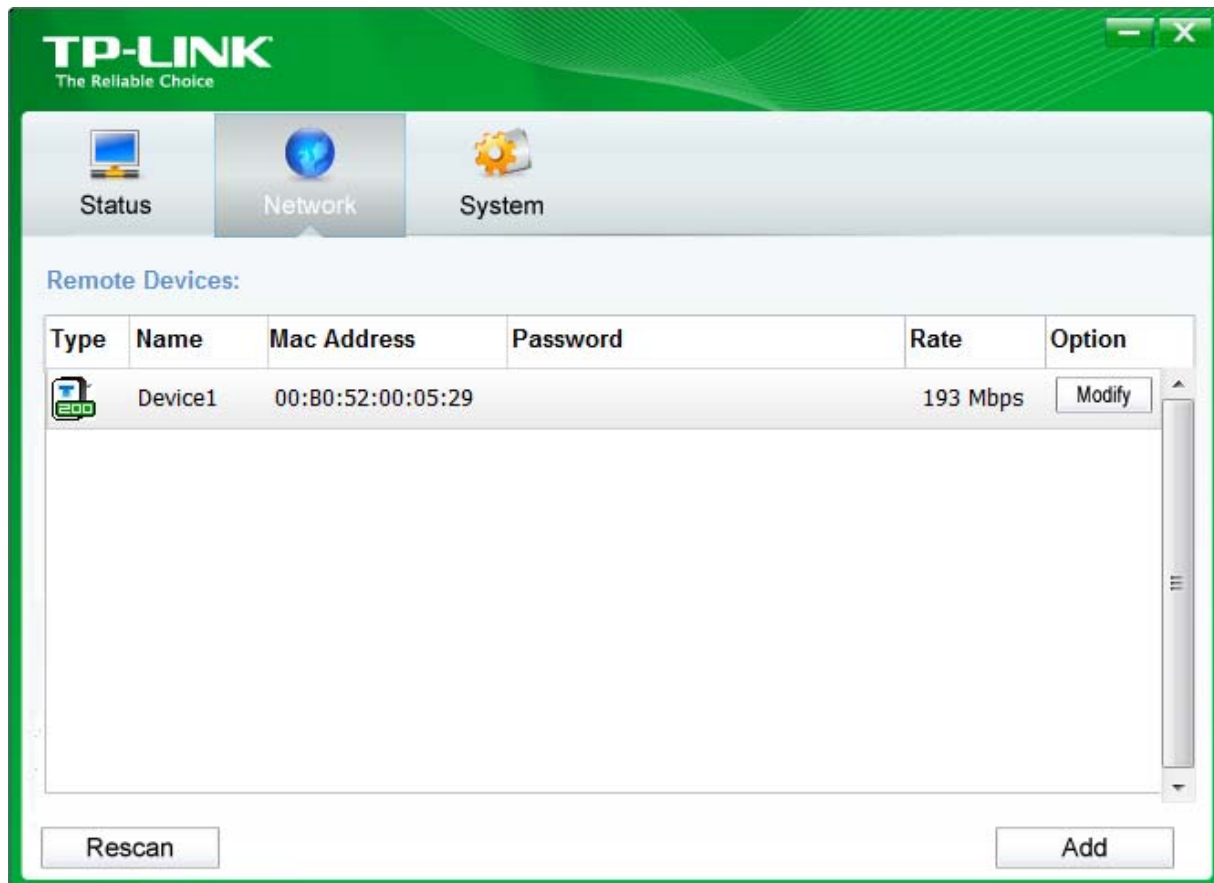 TP-LINK
The Reliable Choice
Status Network System
Remote Devices:
Type Name Mac Address Password Rate Option
T 200 Device1 00:B0:52:00:05:29 193 Mbps Modify
Rescan Add